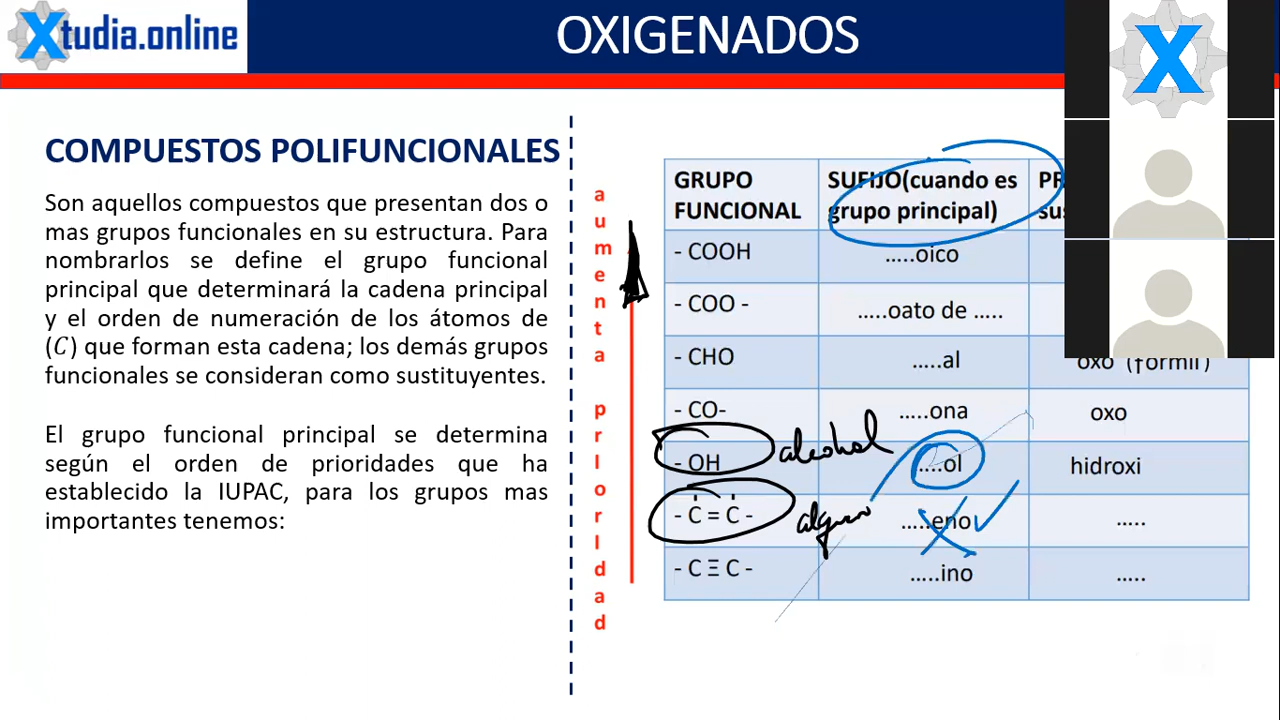 Xtudia.online
OXIGENADOS
X
COMPUESTOS POLIFUNCIONALES
Son aquellos compuestos que presentan dos o
mas grupos funcionales en su estructura. Para
nombrarlos se define el grupo funcional
principal que determinará la cadena principal
y el orden de numeración de los átomos de
(C) que forman esta cadena; los demás grupos
funcionales se consideran como sustituyentes.
El grupo funcional principal se determina
según el orden de prioridades que ha
establecido la IUPAC, para los grupos mas
importantes tenemos:
aumenta prIorIdad
GRUPO SUFIJO(cuando es PR
FUNCIONAL grupo principal) sus
- COOH .....oico
- COO - .....oato de .....
- CHO .....al oxo (formil)
- CO- .....ona oxo
- OH alcohol ....ol hidroxi
- C = C - .....eno .....
- C Ξ C - .....ino .....